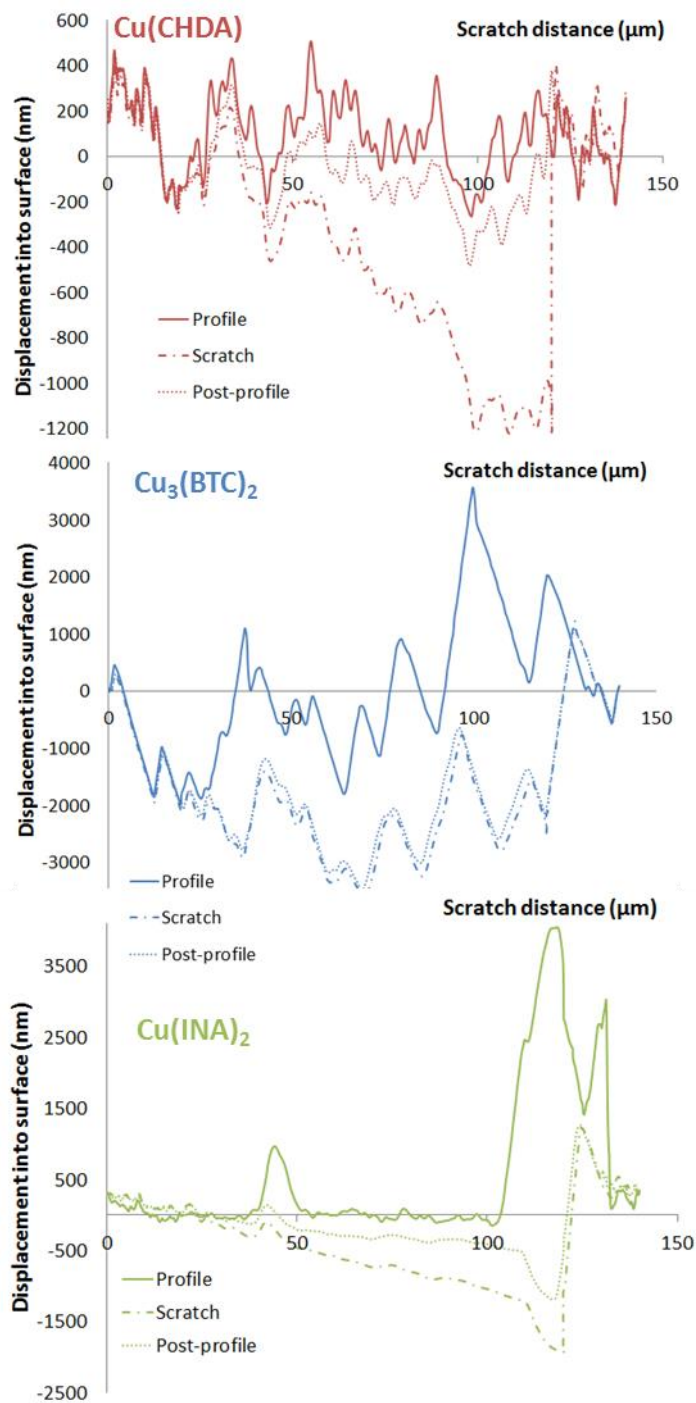 Cu(CHDA)
Scratch distance (µm)
Displacement into surface (nm)
600
400
200
0
-200
-400
-600
-800
-1000
-1200
0
50
100
150
Profile
Scratch
Post-profile
Cu₃(BTC)₂
Scratch distance (µm)
Displacement into surface (nm)
4000
3000
2000
1000
0
-1000
-2000
-3000
0
50
100
150
Profile
Scratch
Post-profile
Scratch distance (µm)
Cu(INA)₂
Displacement into surface (nm)
3500
2500
1500
500
-500
-1500
-2500
0
50
100
150
Profile
Scratch
Post-profile